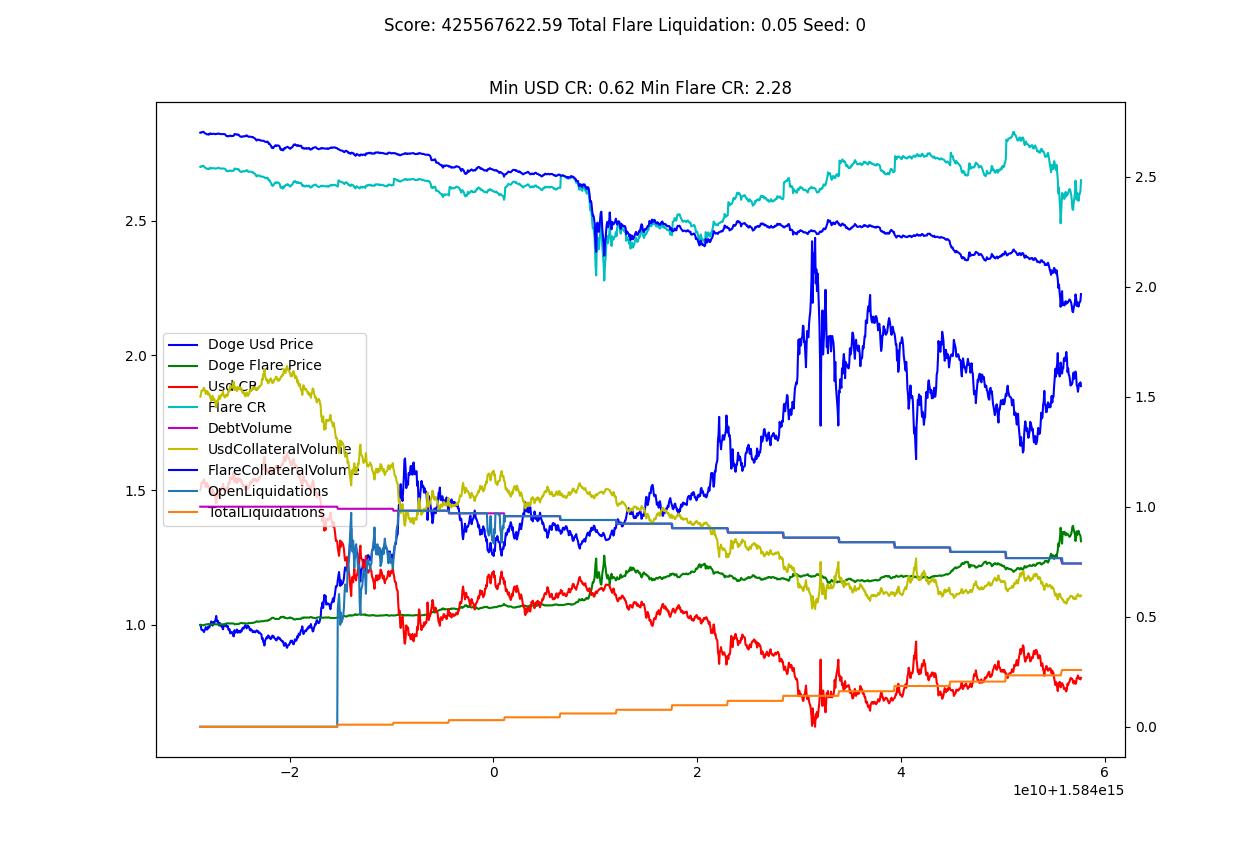 Score: 425567622.59 Total Flare Liquidation: 0.05 Seed: 0
Min USD CR: 0.62 Min Flare CR: 2.28
2.5
2.0
1.5
1.0
2.5
2.0
1.5
1.0
0.5
0.0
Doge Usd Price
Doge Flare Price
Usd CR
Flare CR
DebtVolume
UsdCollateralVolume
FlareCollateralVolume
OpenLiquidations
TotalLiquidations
−2 0 2 4 6
1e10+1.584e15